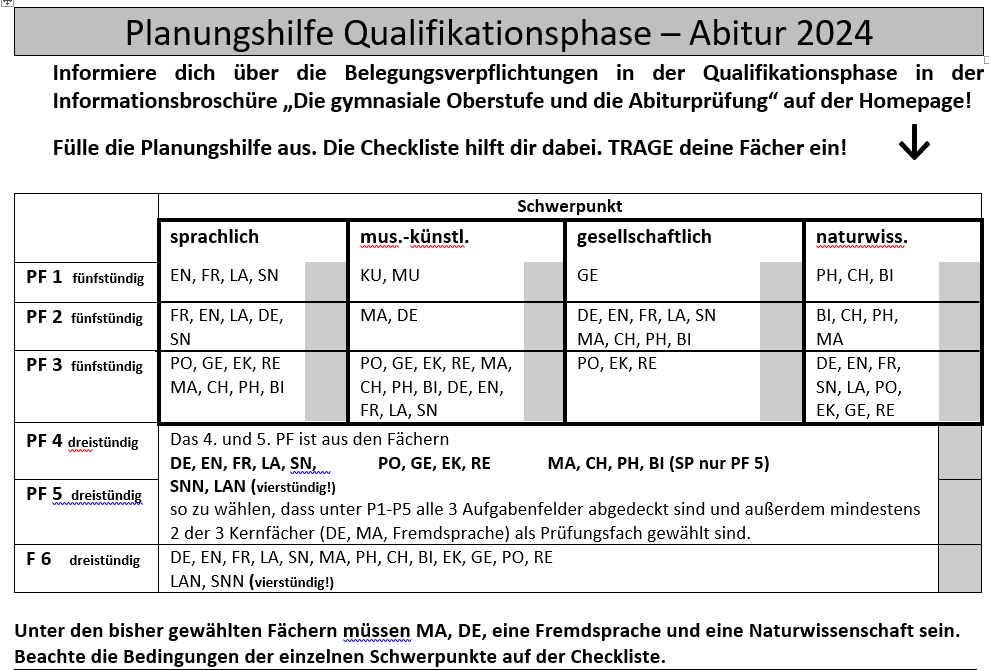 Planungshilfe Qualifikationsphase – Abitur 2024
Informiere dich über die Belegungsverpflichtungen in der Qualifikationsphase in der
Informationsbroschüre „Die gymnasiale Oberstufe und die Abiturprüfung“ auf der Homepage!
Fülle die Planungshilfe aus. Die Checkliste hilft dir dabei. TRAGE deine Fächer ein!
Schwerpunkt
sprachlich mus.-künstl. gesellschaftlich naturwiss.
PF 1 fünfstündig EN, FR, LA, SN KU, MU GE PH, CH, BI
PF 2 fünfstündig FR, EN, LA, DE, MA, DE DE, EN, FR, LA, SN BI, CH, PH,
SN MA, CH, PH, BI MA
PF 3 fünfstündig PO, GE, EK, RE PO, GE, EK, RE, MA, PO, EK, RE DE, EN, FR,
MA, CH, PH, BI CH, PH, BI, DE, EN, SN, LA, PO,
FR, LA, SN EK, GE, RE
PF 4 dreistündig Das 4. und 5. PF ist aus den Fächern
DE, EN, FR, LA, SN, PO, GE, EK, RE MA, CH, PH, BI (SP nur PF 5)
PF 5 dreistündig SNN, LAN (vierstündig!)
so zu wählen, dass unter P1-P5 alle 3 Aufgabenfelder abgedeckt sind und außerdem mindestens
2 der 3 Kernfächer (DE, MA, Fremdsprache) als Prüfungsfach gewählt sind.
F 6 dreistündig DE, EN, FR, LA, SN, MA, PH, CH, BI, EK, GE, PO, RE
LAN, SNN (vierstündig!)
Unter den bisher gewählten Fächern müssen MA, DE, eine Fremdsprache und eine Naturwissenschaft sein.
Beachte die Bedingungen der einzelnen Schwerpunkte auf der Checkliste.